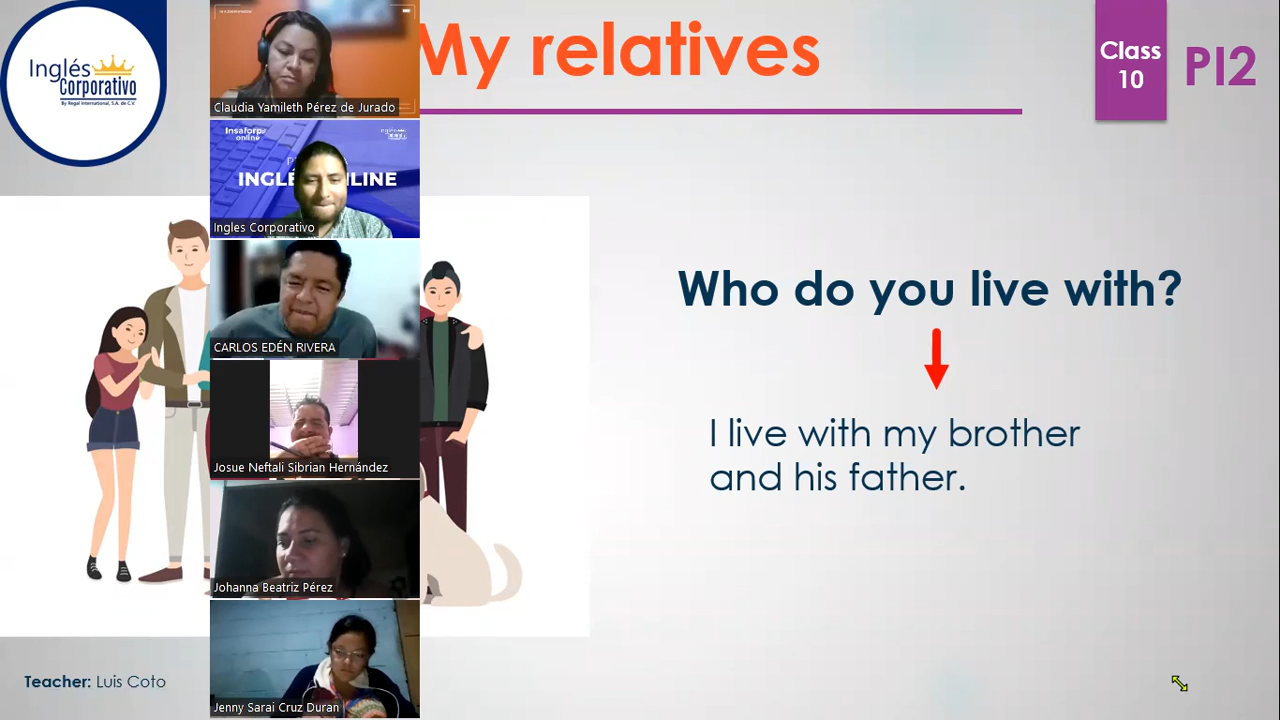 My relatives
Class
10
PI2
Inglés
Corporativo
By Regal International, S.A. de C.V.
Claudia Yamileth Pérez de Jurado
Insaforp
online
INGLÉ
LINE
Ingles Corporativo
CARLOS EDÉN RIVERA
Josue Neftali Sibrian Hernández
Johanna Beatriz Pérez
Jenny Sarai Cruz Duran
Who do you live with?
I live with my brother
and his father.
Teacher: Luis Coto